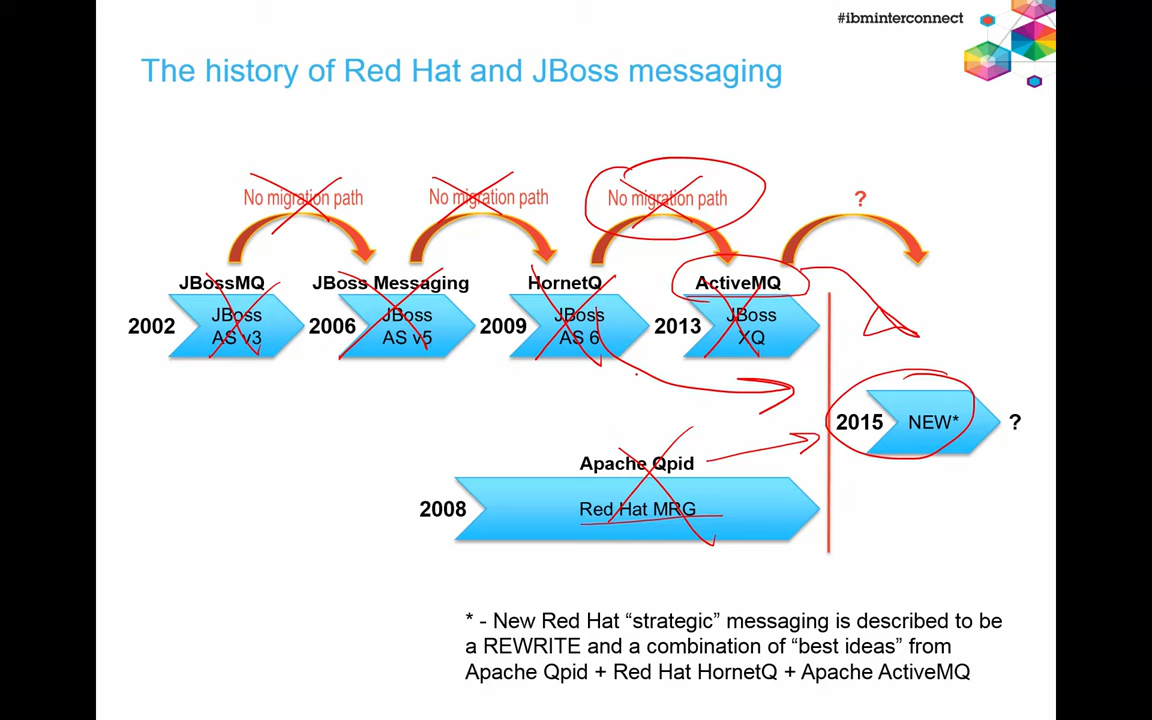 #ibminterconnect
The history of Red Hat and JBoss messaging
No migration path
No migration path
No migration path
?
JBossMQ
JBoss Messaging
HornetQ
ActiveMQ
2002
JBoss
AS v3
2006
JBoss
AS v5
2009
JBoss
AS 6
2013
JBoss
XQ
2015
NEW*
?
Apache Qpid
2008
Red Hat MRG
* - New Red Hat “strategic” messaging is described to be
a REWRITE and a combination of “best ideas” from
Apache Qpid + Red Hat HornetQ + Apache ActiveMQ